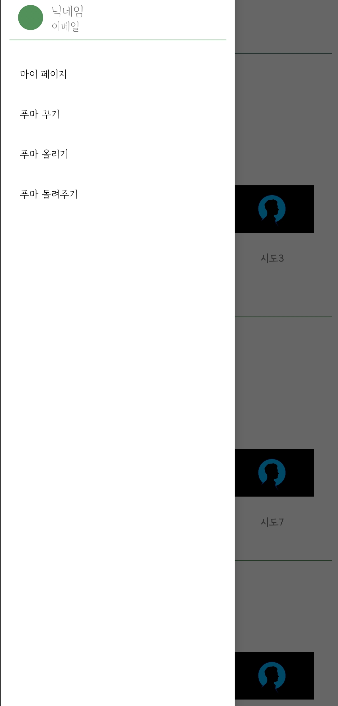 닉네임
이메일
마이 페이지
푸마 꾸기
푸마 올리기
푸마 돌려주기
시도3
시도7